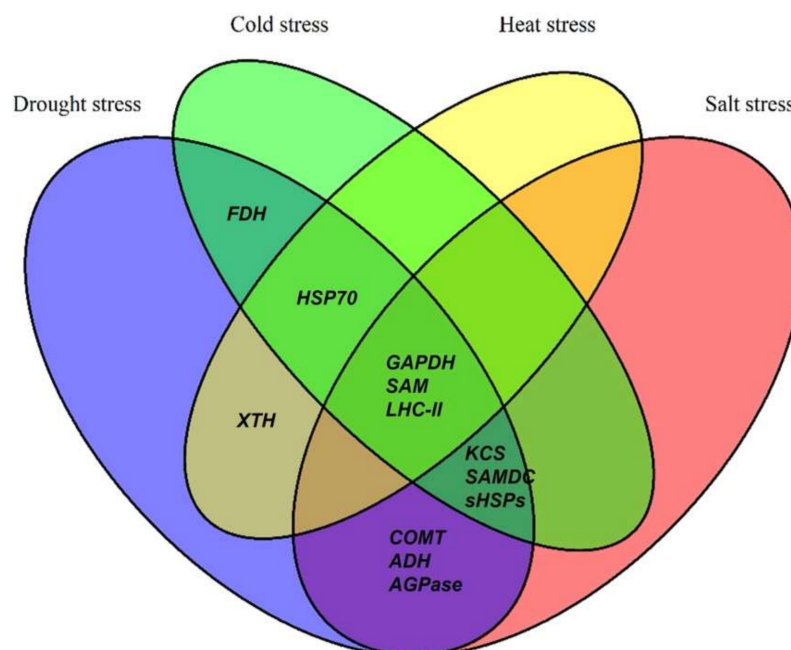 Cold stress
Heat stress
Drought stress
Salt stress
FDH
HSP70
GAPDH
SAM
LHC-II
XTH
KCS
SAMDC
sHSPs
COMT
ADH
AGPase